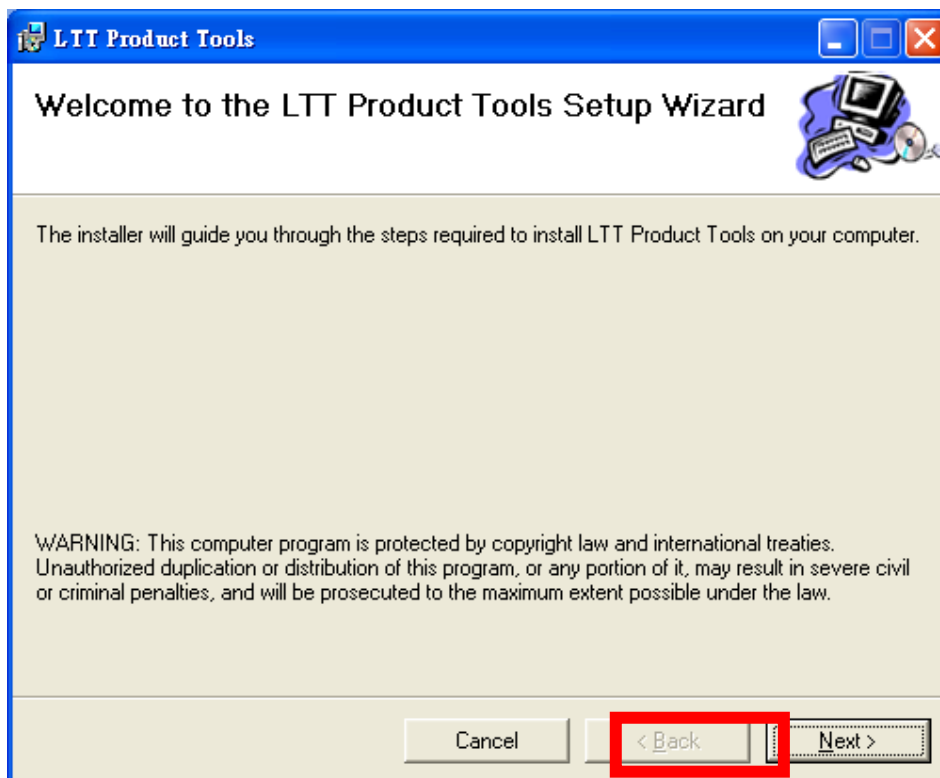 LTT Product Tools
Welcome to the LTT Product Tools Setup Wizard
The installer will guide you through the steps required to install LTT Product Tools on your computer.
WARNING: This computer program is protected by copyright law and international treaties.
Unauthorized duplication or distribution of this program, or any portion of it, may result in severe civil
or criminal penalties, and will be prosecuted to the maximum extent possible under the law.
Cancel < Back Next >